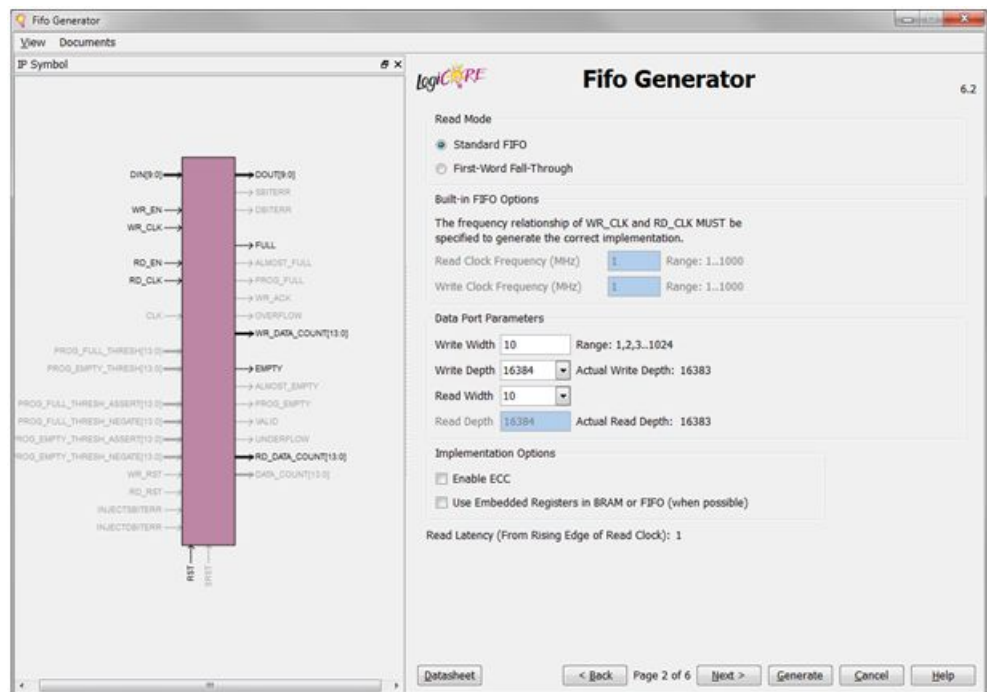 Fifo Generator
View Documents
IP Symbol
DIN[9:0]
WR_EN
WR_CLK
RD_EN
RD_CLK
CLK
PROG_FULL_THRESH[13:0]
PROG_EMPTY_THRESH[13:0]
PROG_FULL_THRESH_ASSERT[13:0]
PROG_FULL_THRESH_NEGATE[13:0]
ROG_EMPTY_THRESH_ASSERT[13:0]
ROG_EMPTY_THRESH_NEGATE[13:0]
WR_RST
RD_RST
INJECTSBITERR
INJECTDBITERR
DOUT[9:0]
SBITERR
DBITERR
FULL
ALMOST_FULL
PROG_FULL
WR_ACK
OVERFLOW
WR_DATA_COUNT[13:0]
EMPTY
ALMOST_EMPTY
PROG_EMPTY
VALID
UNDERFLOW
RD_DATA_COUNT[13:0]
DATA_COUNT[13:0]
RST
SRST
logiCORE
Fifo Generator
6.2
Read Mode
Standard FIFO
First-Word Fall-Through
Built-in FIFO Options
The frequency relationship of WR_CLK and RD_CLK MUST be
specified to generate the correct implementation.
Read Clock Frequency (MHz) 1 Range: 1..1000
Write Clock Frequency (MHz) 1 Range: 1..1000
Data Port Parameters
Write Width 10 Range: 1,2,3..1024
Write Depth 16384 Actual Write Depth: 16383
Read Width 10
Read Depth 16384 Actual Read Depth: 16383
Implementation Options
Enable ECC
Use Embedded Registers in BRAM or FIFO (when possible)
Read Latency (From Rising Edge of Read Clock): 1
Datasheet < Back Page 2 of 6 Next > Generate Cancel Help